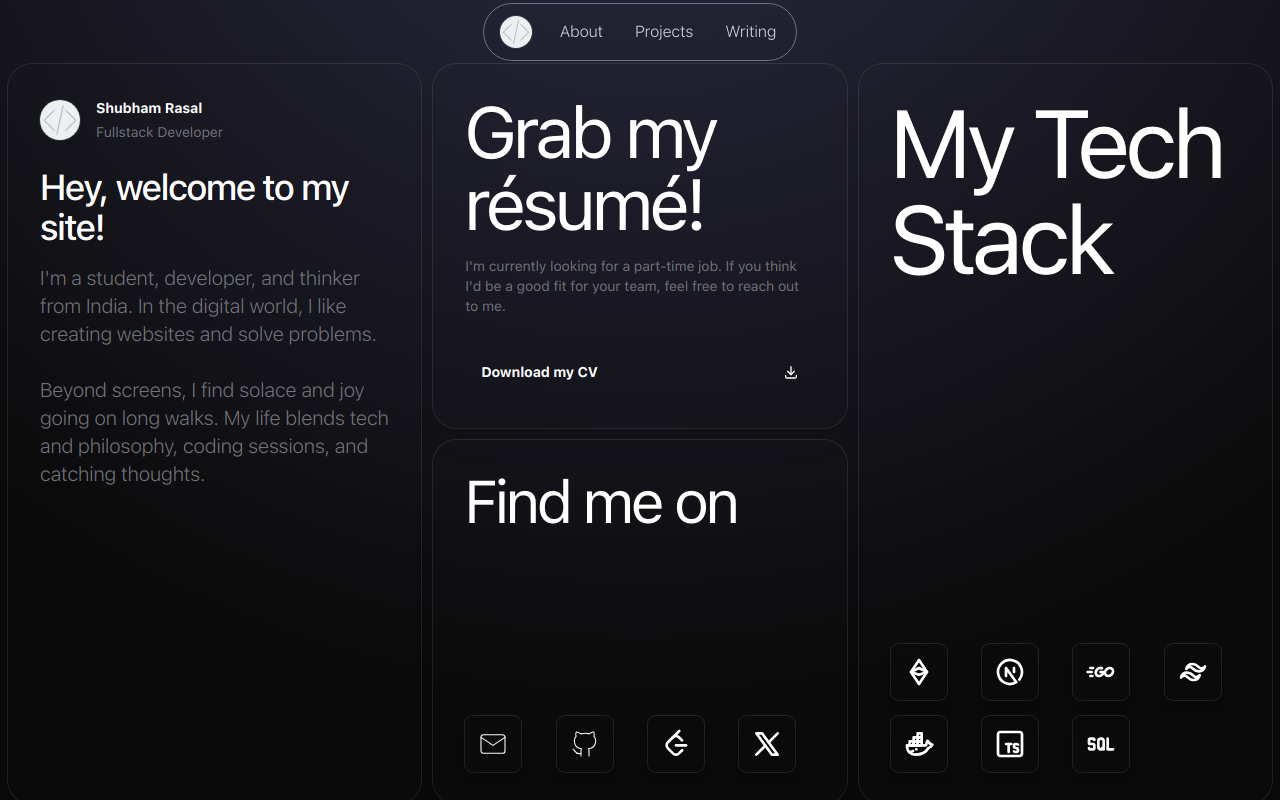 About Projects Writing
Shubham Rasal
Fullstack Developer
Hey, welcome to my
site!
I'm a student, developer, and thinker
from India. In the digital world, I like
creating websites and solve problems.
Beyond screens, I find solace and joy
going on long walks. My life blends tech
and philosophy, coding sessions, and
catching thoughts.
Grab my
résumé!
I'm currently looking for a part-time job. If you think
I'd be a good fit for your team, feel free to reach out
to me.
Download my CV
Find me on
My Tech
Stack
GO
TS
SQL